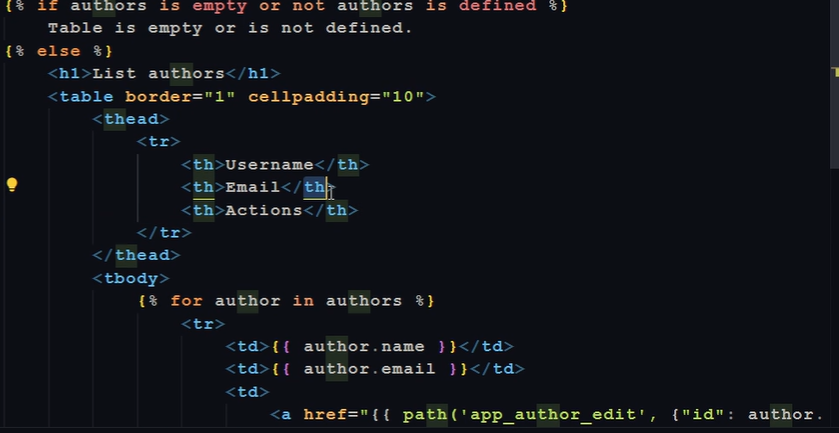 {% if authors is empty or not authors is defined %}
Table is empty or is not defined.
{% else %}
<h1>List authors</h1>
<table border="1" cellpadding="10">
<thead>
<tr>
<th>Username</th>
<th>Email</th>
<th>Actions</th>
</tr>
</thead>
<tbody>
{% for author in authors %}
<tr>
<td>{{ author.name }}</td>
<td>{{ author.email }}</td>
<td>
<a href="{{ path('app_author_edit', {"id": author.